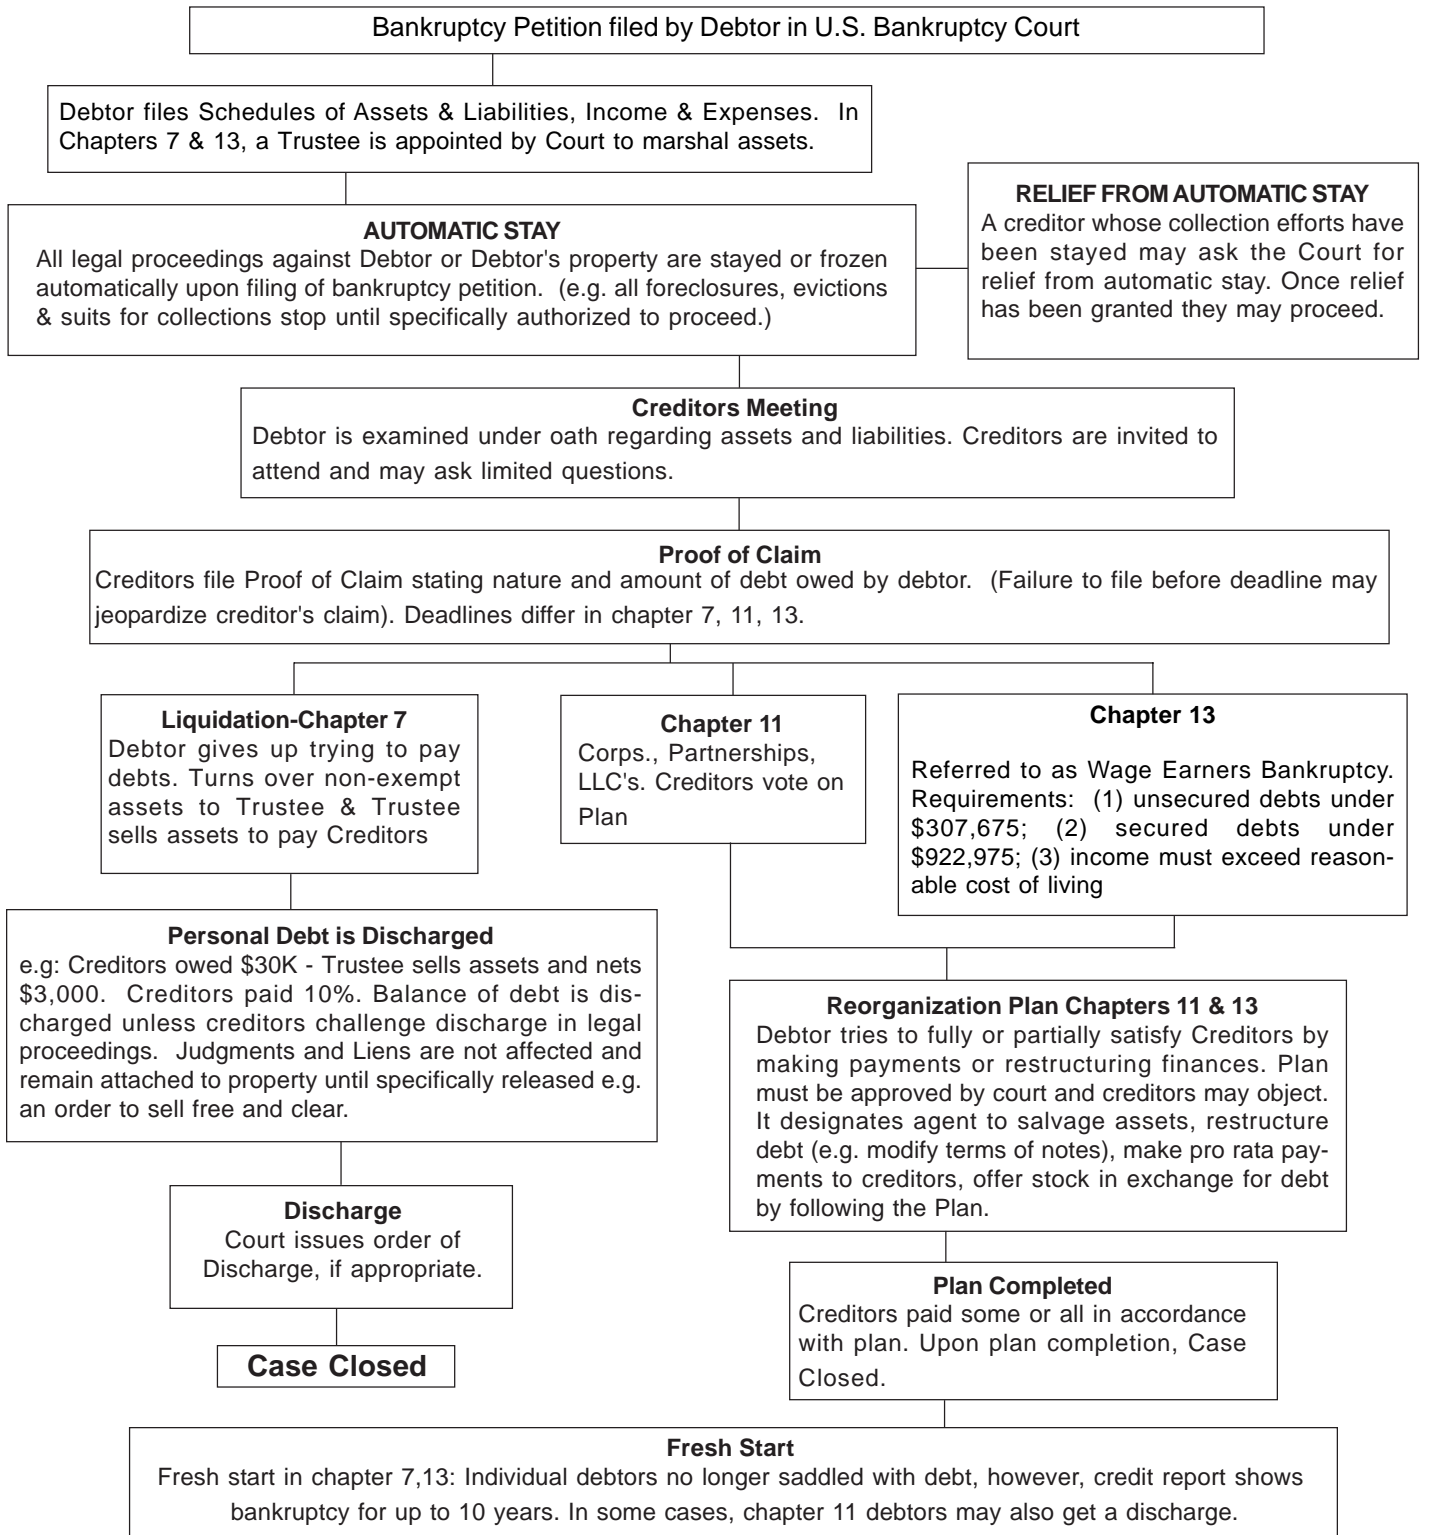 Bankruptcy Petition filed by Debtor in U.S. Bankruptcy Court
Debtor files Schedules of Assets & Liabilities, Income & Expenses. In
Chapters 7 & 13, a Trustee is appointed by Court to marshal assets.
AUTOMATIC STAY
All legal proceedings against Debtor or Debtor's property are stayed or frozen
automatically upon filing of bankruptcy petition. (e.g. all foreclosures, evictions
& suits for collections stop until specifically authorized to proceed.)
RELIEF FROM AUTOMATIC STAY
A creditor whose collection efforts have
been stayed may ask the Court for
relief from automatic stay. Once relief
has been granted they may proceed.
Creditors Meeting
Debtor is examined under oath regarding assets and liabilities. Creditors are invited to
attend and may ask limited questions.
Proof of Claim
Creditors file Proof of Claim stating nature and amount of debt owed by debtor. (Failure to file before deadline may
jeopardize creditor's claim). Deadlines differ in chapter 7, 11, 13.
Liquidation-Chapter 7
Debtor gives up trying to pay
debts. Turns over non-exempt
assets to Trustee & Trustee
sells assets to pay Creditors
Chapter 11
Corps., Partnerships,
LLC's. Creditors vote on
Plan
Chapter 13
Referred to as Wage Earners Bankruptcy.
Requirements: (1) unsecured debts under
$307,675; (2) secured debts under
$922,975; (3) income must exceed reason-
able cost of living
Personal Debt is Discharged
e.g: Creditors owed $30K - Trustee sells assets and nets
$3,000. Creditors paid 10%. Balance of debt is dis-
charged unless creditors challenge discharge in legal
proceedings. Judgments and Liens are not affected and
remain attached to property until specifically released e.g.
an order to sell free and clear.
Reorganization Plan Chapters 11 & 13
Debtor tries to fully or partially satisfy Creditors by
making payments or restructuring finances. Plan
must be approved by court and creditors may object.
It designates agent to salvage assets, restructure
debt (e.g. modify terms of notes), make pro rata pay-
ments to creditors, offer stock in exchange for debt
by following the Plan.
Discharge
Court issues order of
Discharge, if appropriate.
Case Closed
Plan Completed
Creditors paid some or all in accordance
with plan. Upon plan completion, Case
Closed.
Fresh Start
Fresh start in chapter 7,13: Individual debtors no longer saddled with debt, however, credit report shows
bankruptcy for up to 10 years. In some cases, chapter 11 debtors may also get a discharge.